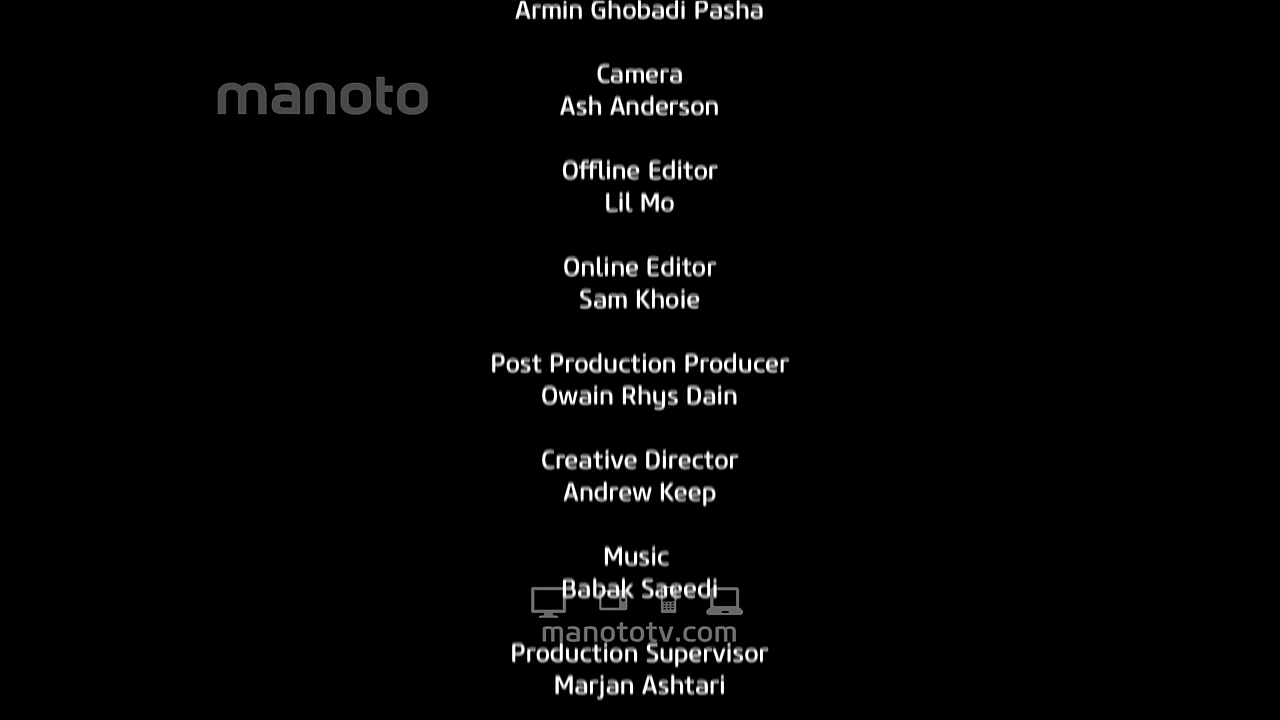 Armin Ghobadi Pasha
manoto
Camera
Ash Anderson
Offline Editor
Lil Mo
Online Editor
Sam Khoie
Post Production Producer
Owain Rhys Dain
Creative Director
Andrew Keep
Music
Babak Saeedi
manototv.com
Production Supervisor
Marjan Ashtari